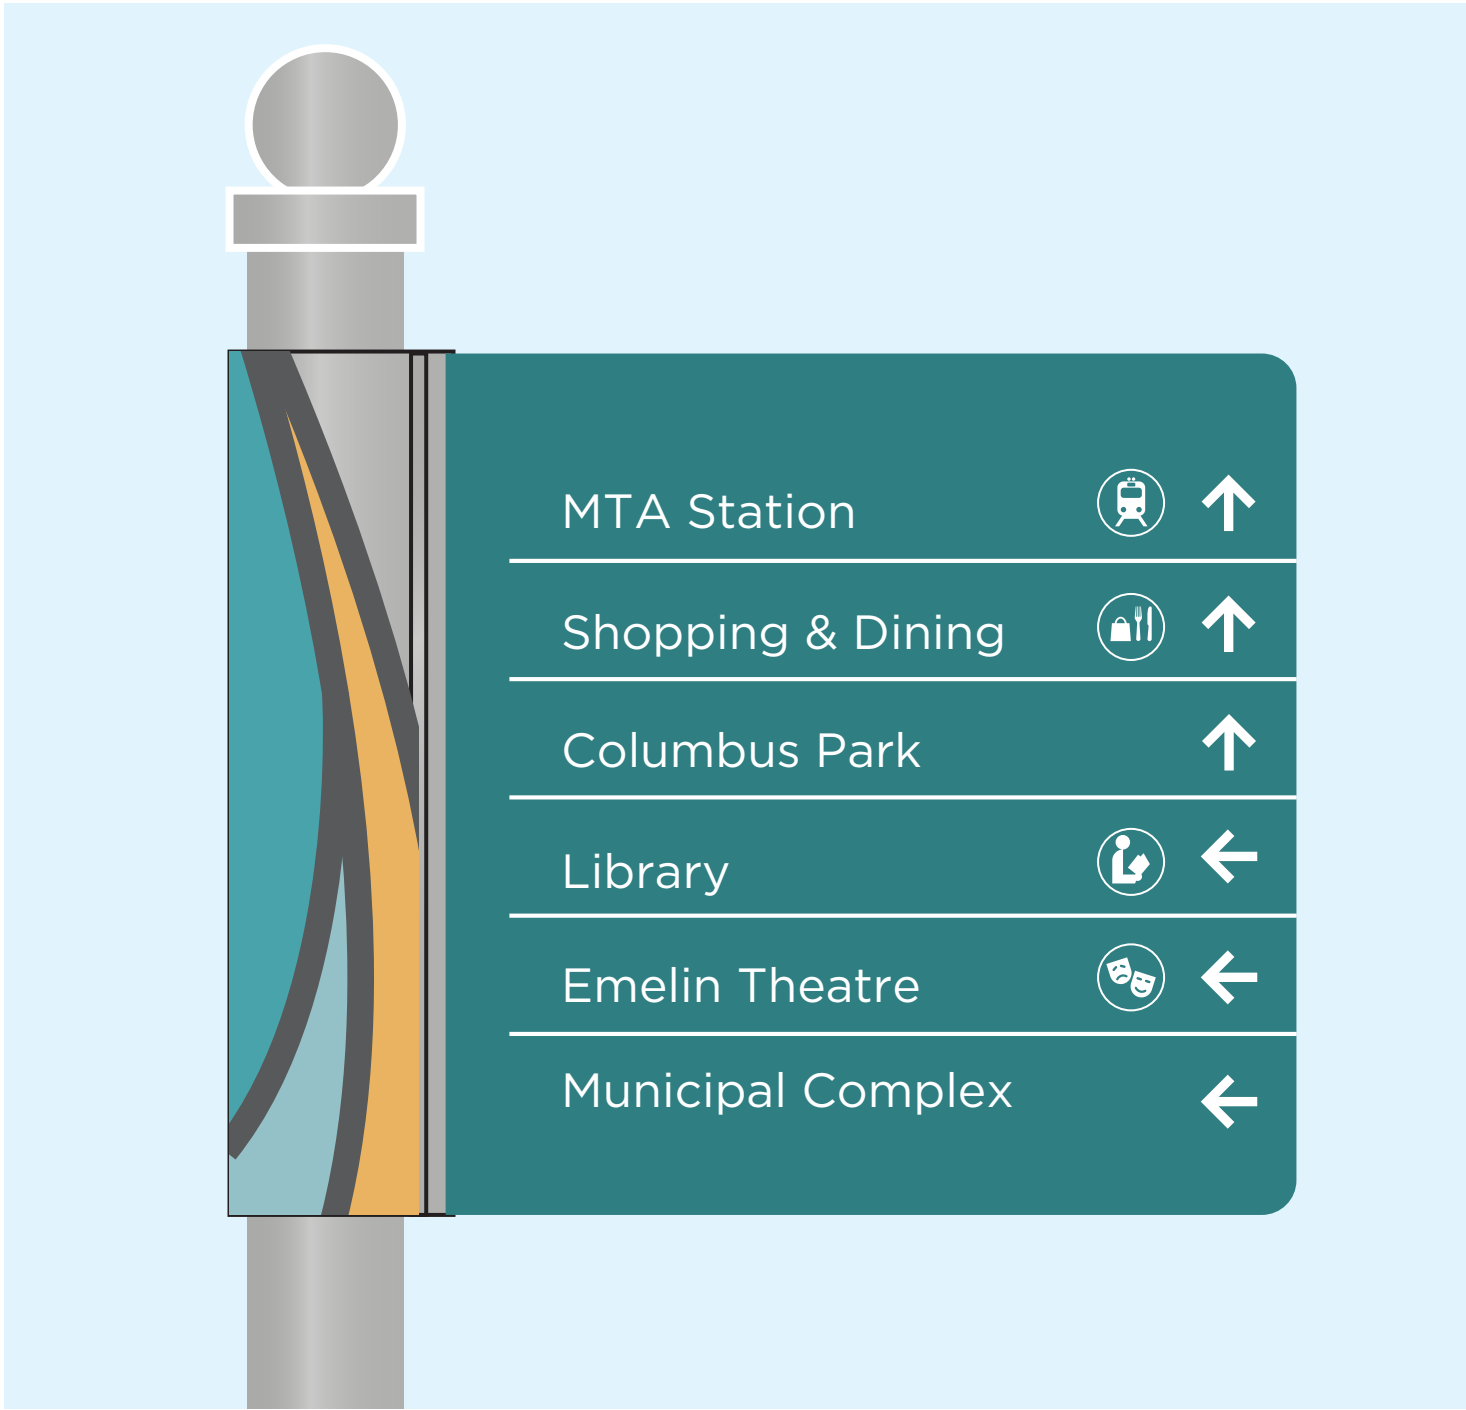 MTA Station
Shopping & Dining
Columbus Park
Library
Emelin Theatre
Municipal Complex